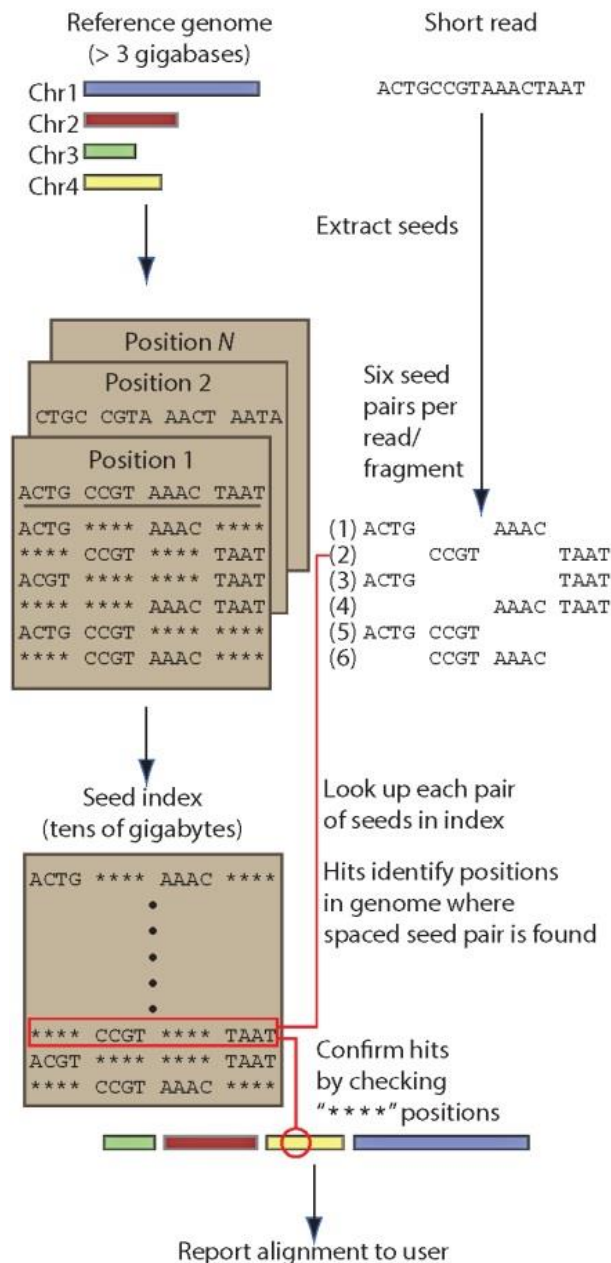 Reference genome
(> 3 gigabases)
Chr1
Chr2
Chr3
Chr4
Short read
ACTGCCGTAAACTAAT
Extract seeds
Six seed
pairs per
read/
fragment
Position N
Position 2
CTGC CCGTA AACT AATA
Position 1
ACTG CCGT AAAC TAAT
ACTG **** AAAC ****
**** CCGT **** TAAT
ACGT **** **** TAAT
**** **** AAAC TAAT
ACTG CCGT **** ****
**** CCGT AAAC ****
(1) ACTG AAAC
(2) CCGT TAAT
(3) ACTG TAAT
(4) AAAC TAAT
(5) ACTG CCGT
(6) CCGT AAAC
Seed index
(tens of gigabytes)
Look up each pair
of seeds in index
Hits identify positions
in genome where
spaced seed pair is found
ACTG **** AAAC ****
**** CCGT **** TAAT
ACGT **** **** TAAT
**** CCGT AAAC ****
Confirm hits
by checking
"****" positions
Report alignment to user